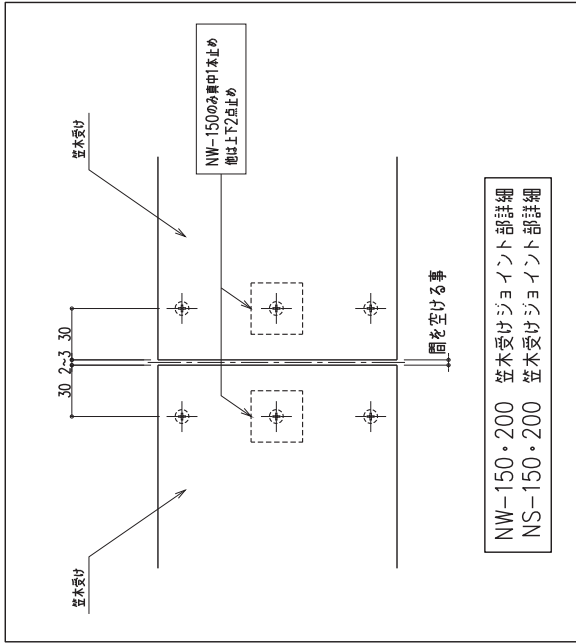 笠木受け
笠木受け
30 2~3 30
NW-150のみ真中1本止め
他は上下2点止め
間を空ける事
NW-150・200 笠木受けジョイント部詳細
NS-150・200 笠木受けジョイント部詳細